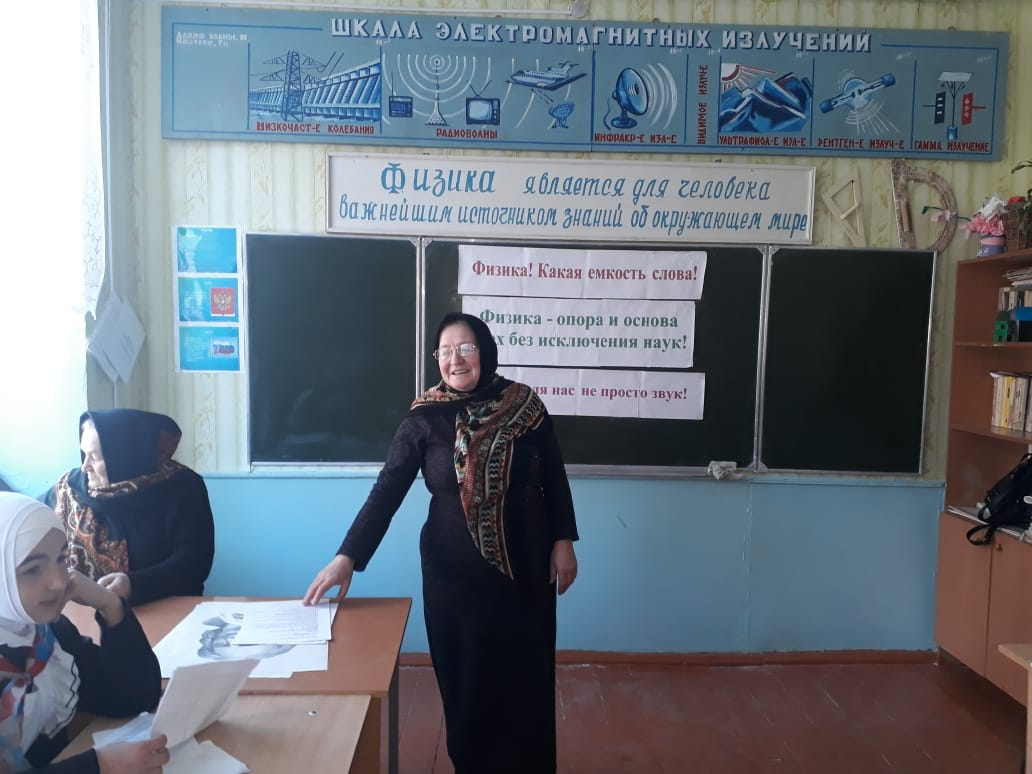 ШКАЛА ЭЛЕКТРОМАГНИТНЫХ ИЗЛУЧЕНИЙ
НИЗКОЧАСТ-Е КОЛЕБАНИЯ
РАДИОВОЛНЫ
ИНФРАКР-Е ИЗЛ-Е
ВИДИМОЕ ИЗЛУЧ-Е
УЛЬТРАФИОЛ-Е ИЗЛ-Е
РЕНТГЕН-Е ИЗЛУЧ-Е
ГАММА ИЗЛУЧЕНИЕ
Физика является для человека
важнейшим источником знаний об окружающем мире
Физика! Какая емкость слова!
Физика - опора и основа
х без исключения наук!
нас не просто звук!